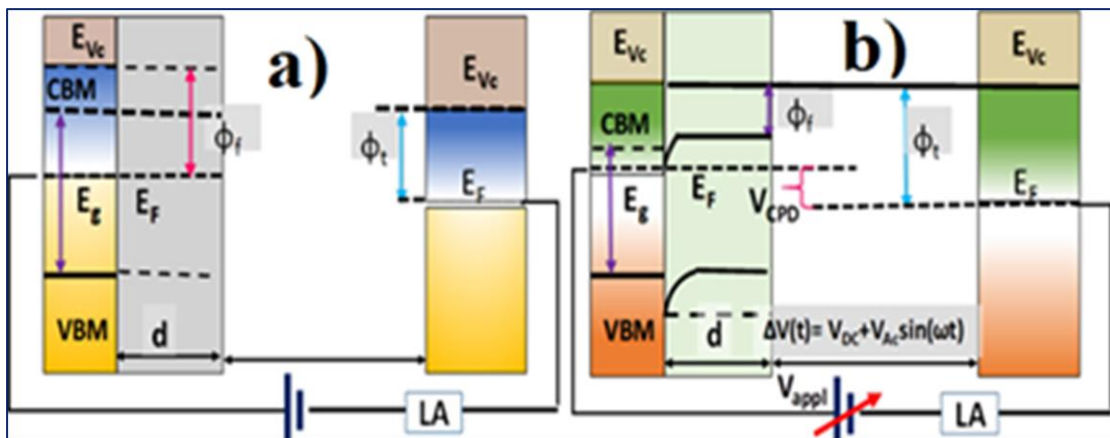 E_Vc
a)
CBM
E_Vc
ϕ_f
ϕ_t
E_g
E_F
E_F
VBM
d
LA
E_Vc
b)
E_Vc
CBM
ϕ_f
ϕ_t
E_g
E_F
V_CPD
E_F
VBM
d
ΔV(t)= V_DC+V_Ac sin(ωt)
V_appl
LA